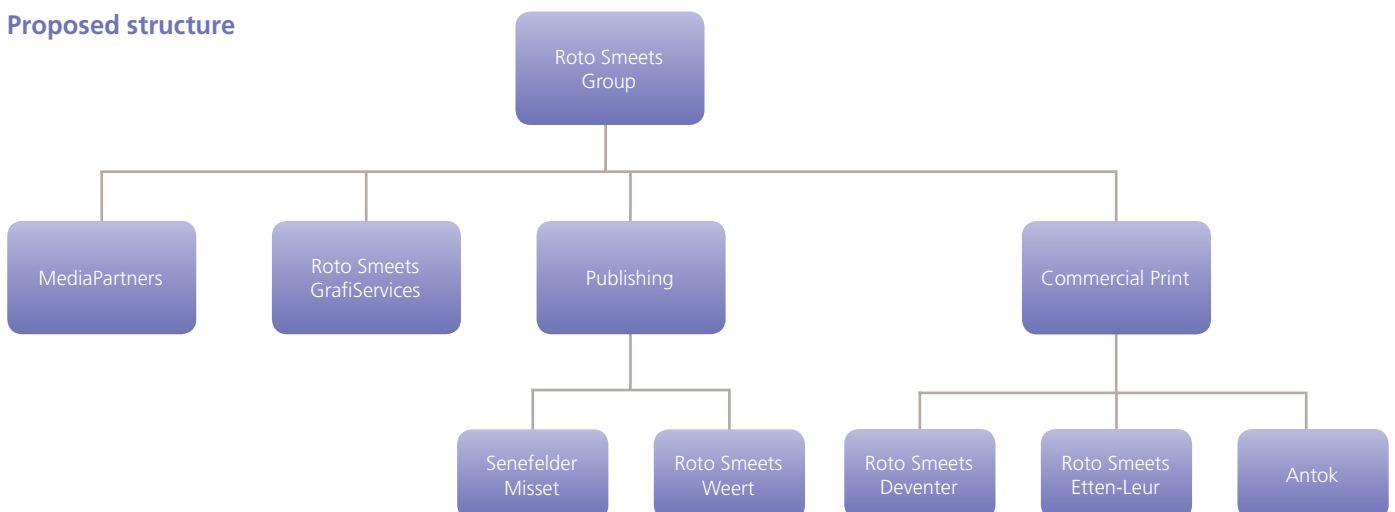 Proposed structure
Roto Smeets
Group
MediaPartners
Roto Smeets
GrafiServices
Publishing
Commercial Print
Senefelder
Misset
Roto Smeets
Weert
Roto Smeets
Deventer
Roto Smeets
Etten-Leur
Antok